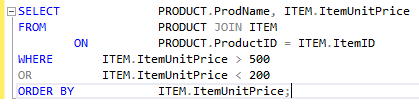 SELECT PRODUCT.ProdName, ITEM.ItemUnitPrice
FROM PRODUCT JOIN ITEM
ON PRODUCT.ProductID = ITEM.ItemID
WHERE ITEM.ItemUnitPrice > 500
OR ITEM.ItemUnitPrice < 200
ORDER BY ITEM.ItemUnitPrice;